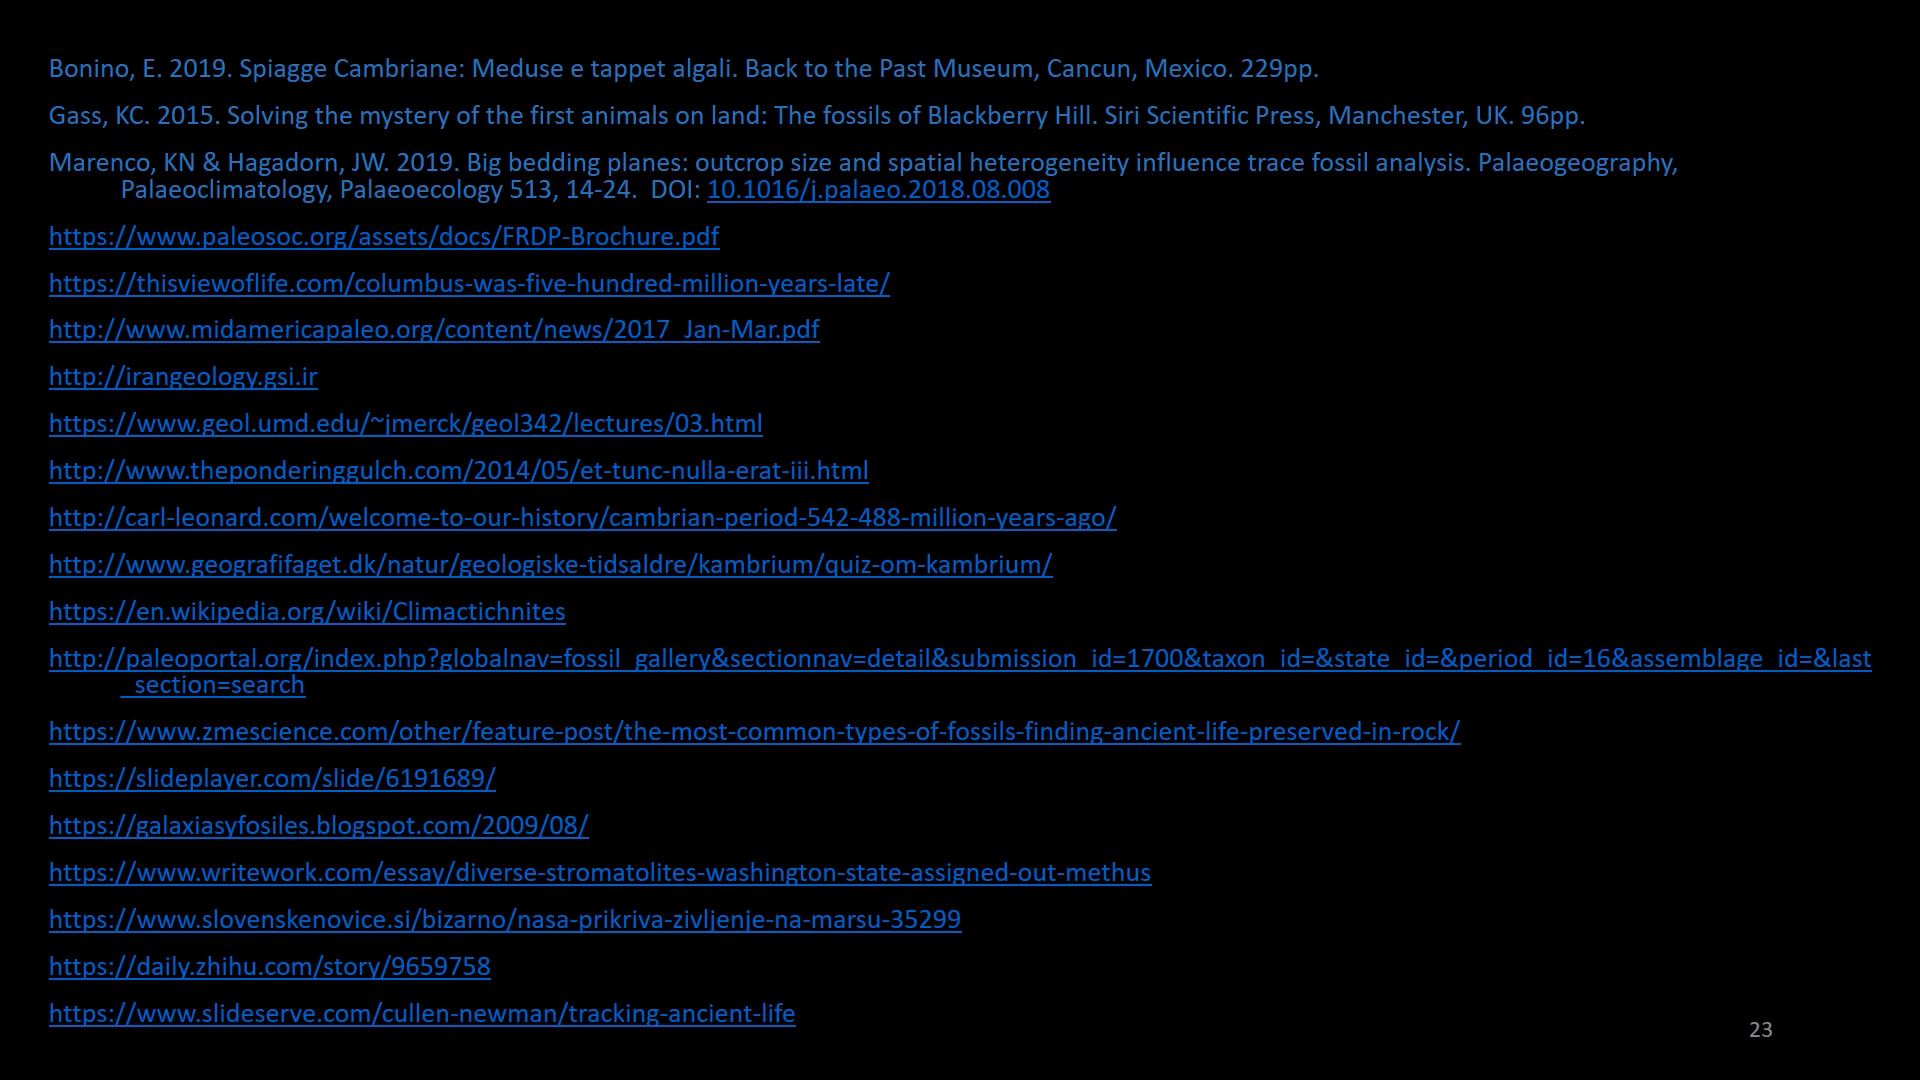 Bonino, E. 2019. Spiagge Cambriane: Meduse e tappet algali. Back to the Past Museum, Cancun, Mexico. 229pp.
Gass, KC. 2015. Solving the mystery of the first animals on land: The fossils of Blackberry Hill. Siri Scientific Press, Manchester, UK. 96pp.
Marenco, KN & Hagadorn, JW. 2019. Big bedding planes: outcrop size and spatial heterogeneity influence trace fossil analysis. Palaeogeography,
Palaeoclimatology, Palaeoecology 513, 14-24. DOI: 10.1016/j.palaeo.2018.08.008
https://www.paleosoc.org/assets/docs/FRDP-Brochure.pdf
https://thisviewoflife.com/columbus-was-five-hundred-million-years-late/
http://www.midamericapaleo.org/content/news/2017_Jan-Mar.pdf
http://irangeology.gsi.ir
https://www.geol.umd.edu/~jmerck/geol342/lectures/03.html
http://www.theponderinggulch.com/2014/05/et-tunc-nulla-erat-iii.html
http://carl-leonard.com/welcome-to-our-history/cambrian-period-542-488-million-years-ago/
http://www.geografifaget.dk/natur/geologiske-tidsaldre/kambrium/quiz-om-kambrium/
https://en.wikipedia.org/wiki/Climactichnites
http://paleoportal.org/index.php?globalnav=fossil_gallery&sectionnav=detail&submission_id=1700&taxon_id=&state_id=&period_id=16&assemblage_id=&last
_section=search
https://www.zmescience.com/other/feature-post/the-most-common-types-of-fossils-finding-ancient-life-preserved-in-rock/
https://slideplayer.com/slide/6191689/
https://galaxiasyfosiles.blogspot.com/2009/08/
https://www.writework.com/essay/diverse-stromatolites-washington-state-assigned-out-methus
https://www.slovenskenovice.si/bizarno/nasa-prikriva-zivljenje-na-marsu-35299
https://daily.zhihu.com/story/9659758
https://www.slideserve.com/cullen-newman/tracking-ancient-life
23